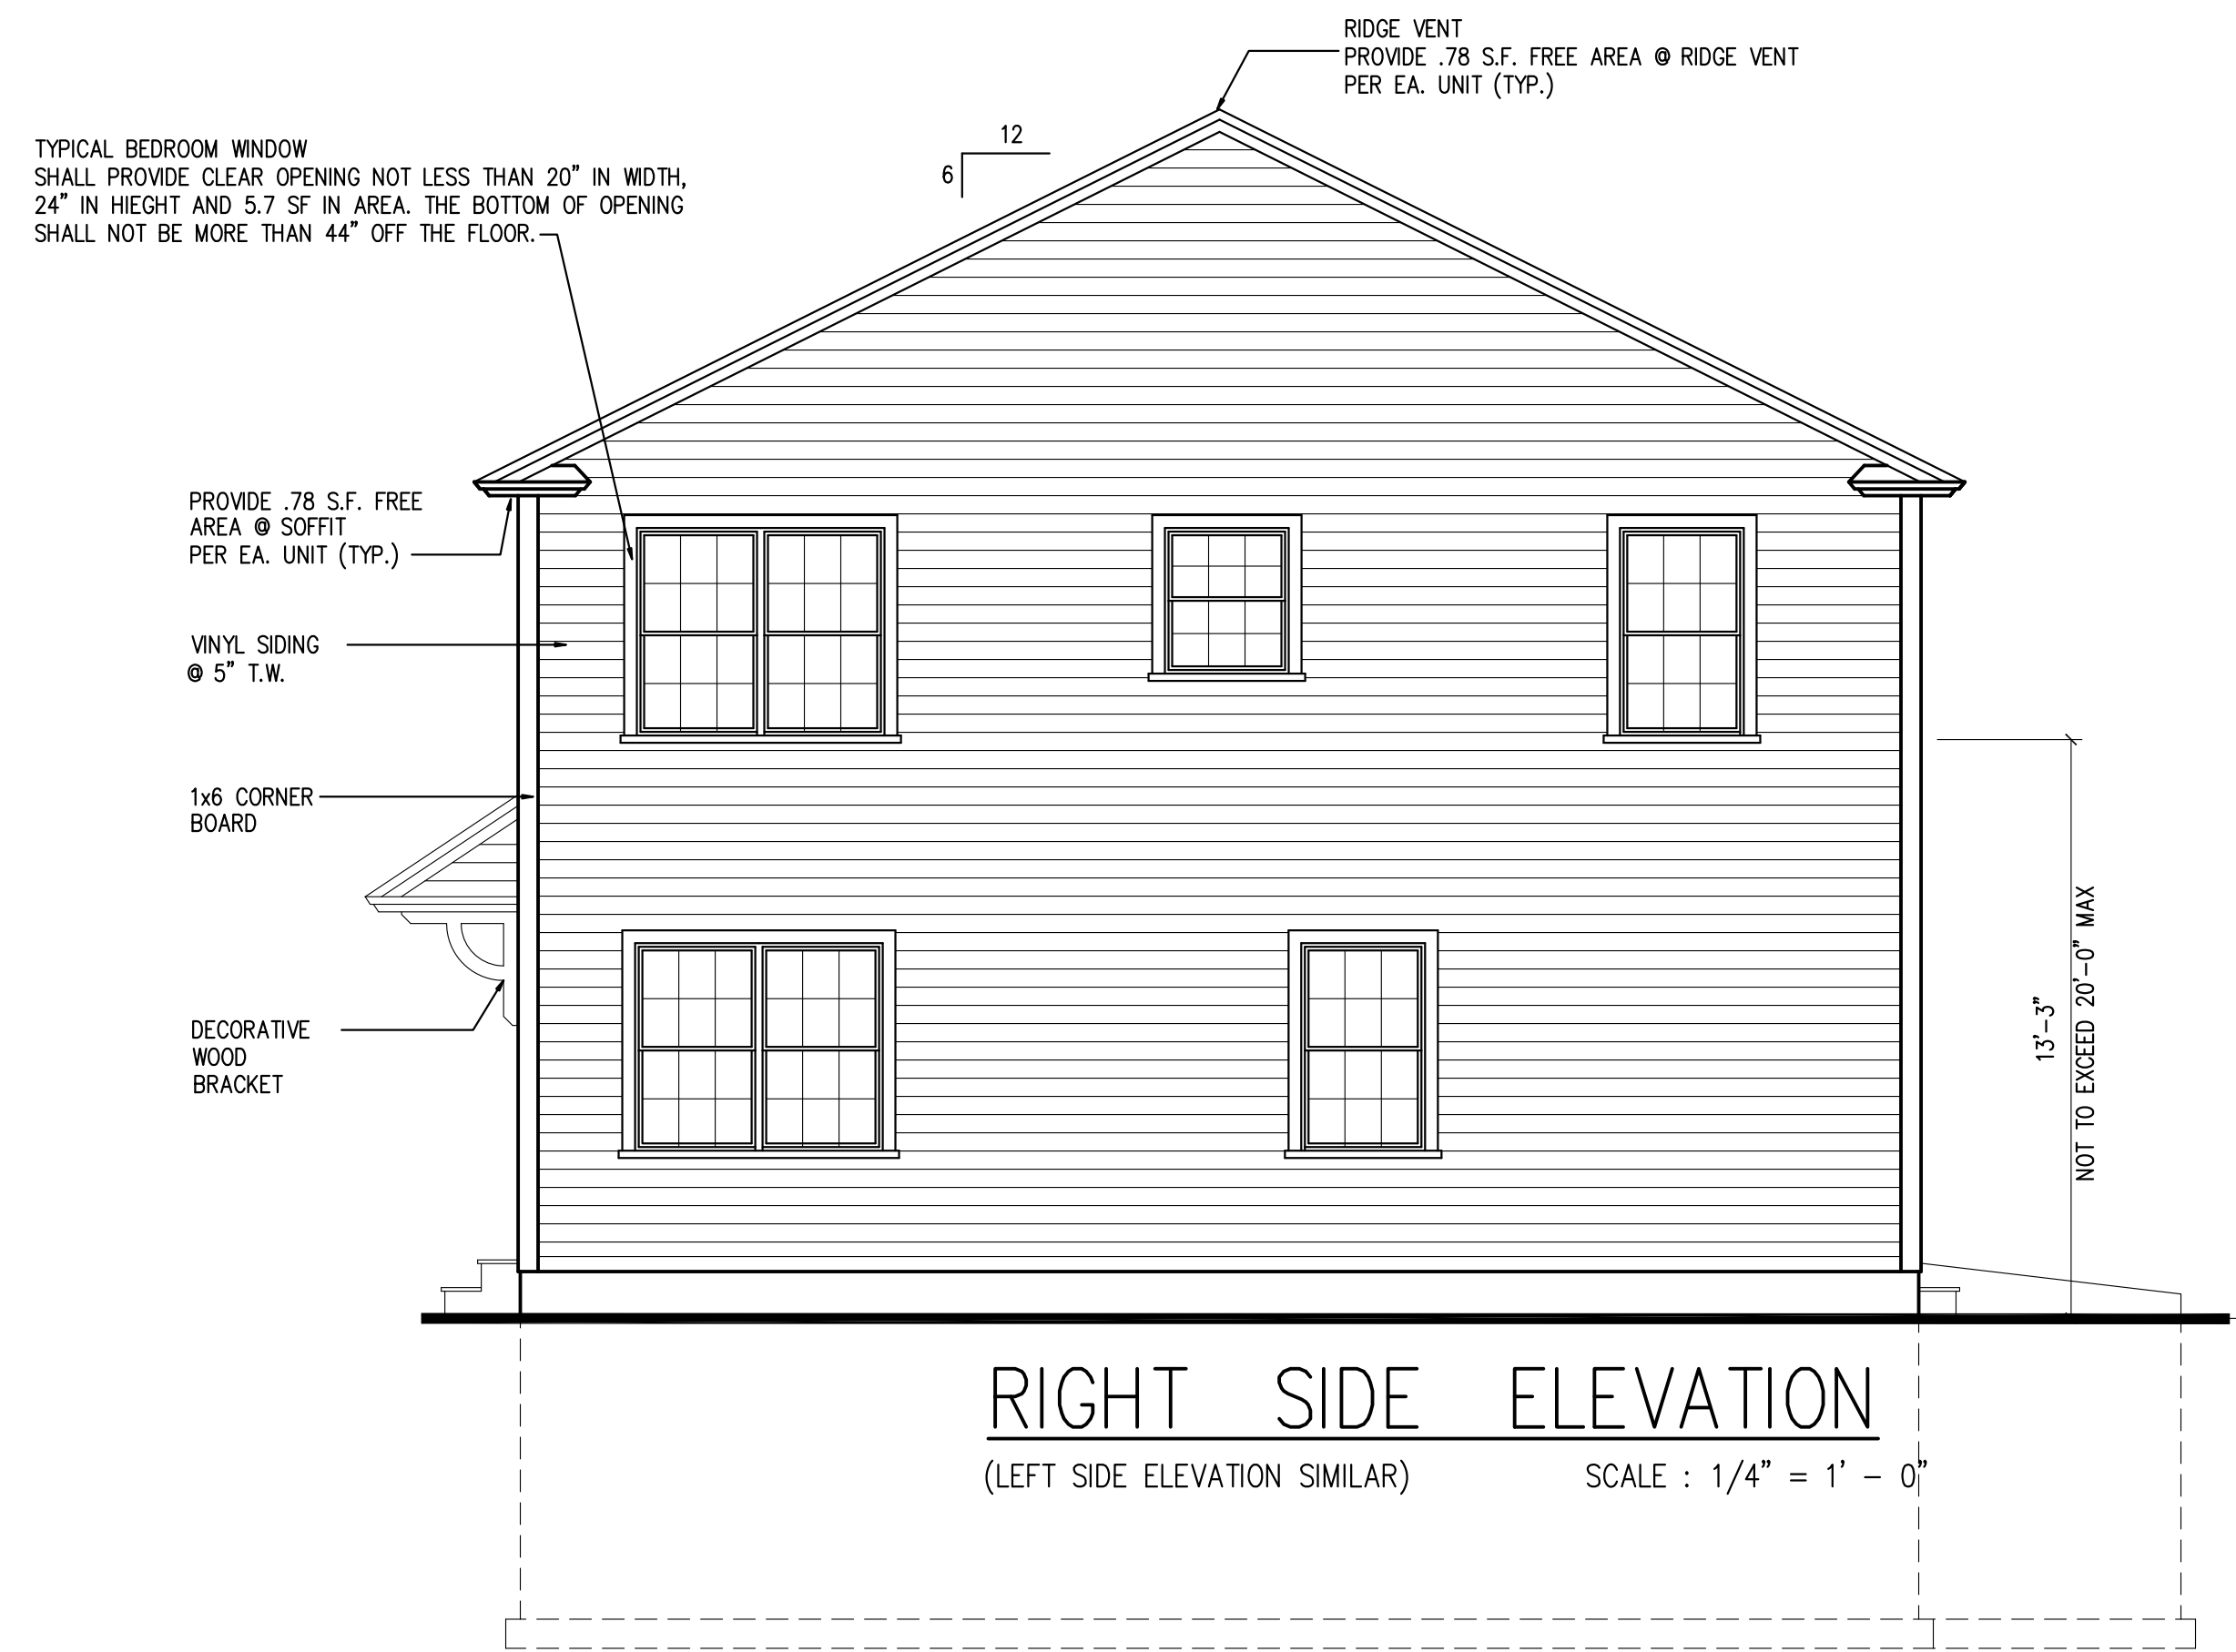 RIDGE VENT
PROVIDE .78 S.F. FREE AREA @ RIDGE VENT
PER EA. UNIT (TYP.)
12
6
TYPICAL BEDROOM WINDOW
SHALL PROVIDE CLEAR OPENING NOT LESS THAN 20" IN WIDTH,
24" IN HIEGHT AND 5.7 SF IN AREA. THE BOTTOM OF OPENING
SHALL NOT BE MORE THAN 44" OFF THE FLOOR.
PROVIDE .78 S.F. FREE
AREA @ SOFFIT
PER EA. UNIT (TYP.)
VINYL SIDING
@ 5" T.W.
1x6 CORNER
BOARD
DECORATIVE
WOOD
BRACKET
13'-3"
NOT TO EXCEED 20'-0" MAX
RIGHT SIDE ELEVATION
(LEFT SIDE ELEVATION SIMILAR)
SCALE : 1/4" = 1' - 0"